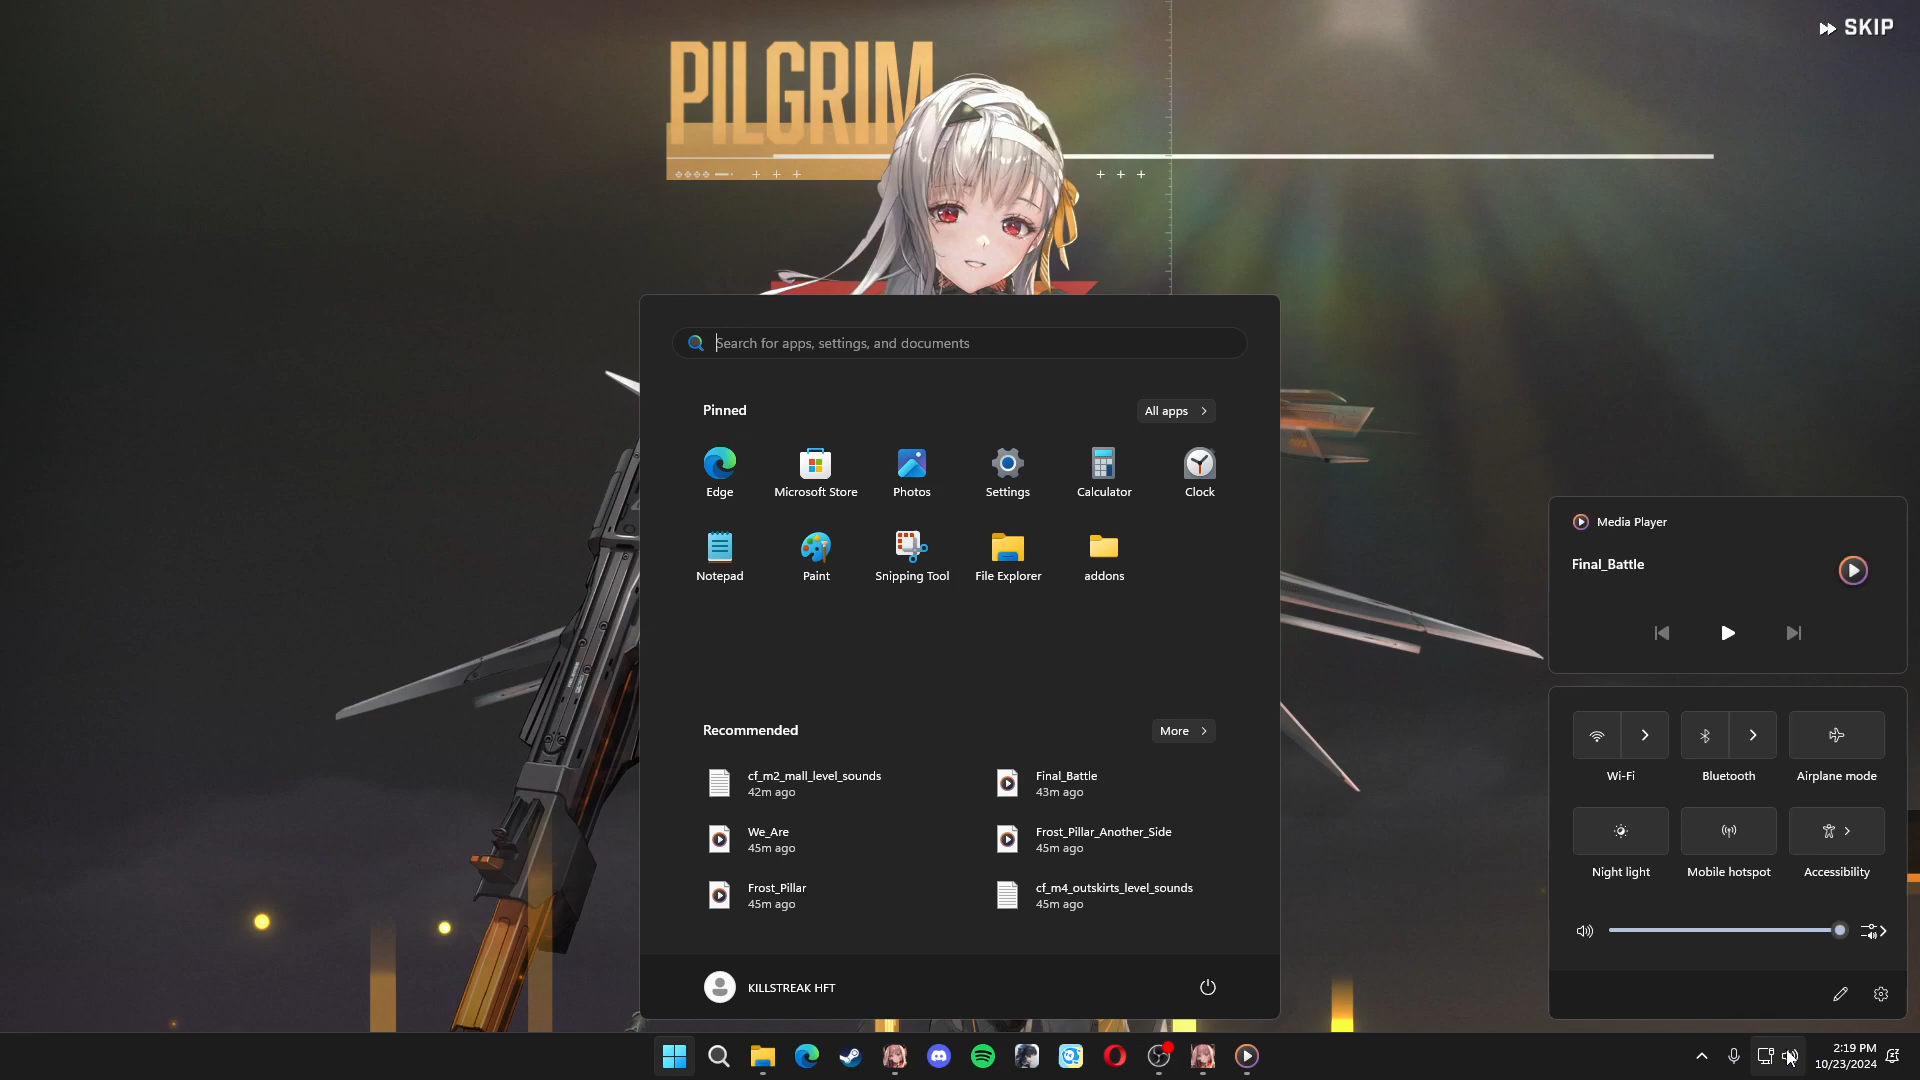 SKIP
PILGRIM
Search for apps, settings, and documents
Pinned
All apps
Edge
Microsoft Store
Photos
Settings
Calculator
Clock
Notepad
Paint
Snipping Tool
File Explorer
addons
Recommended
More
cf_m2_mall_level_sounds
42m ago
Final_Battle
43m ago
We_Are
45m ago
Frost_Pillar_Another_Side
45m ago
Frost_Pillar
45m ago
cf_m4_outskirts_level_sounds
45m ago
KILLSTREAK HFT
Media Player
Final_Battle
Wi-Fi
Bluetooth
Airplane mode
Night light
Mobile hotspot
Accessibility
2:19 PM
10/23/2024